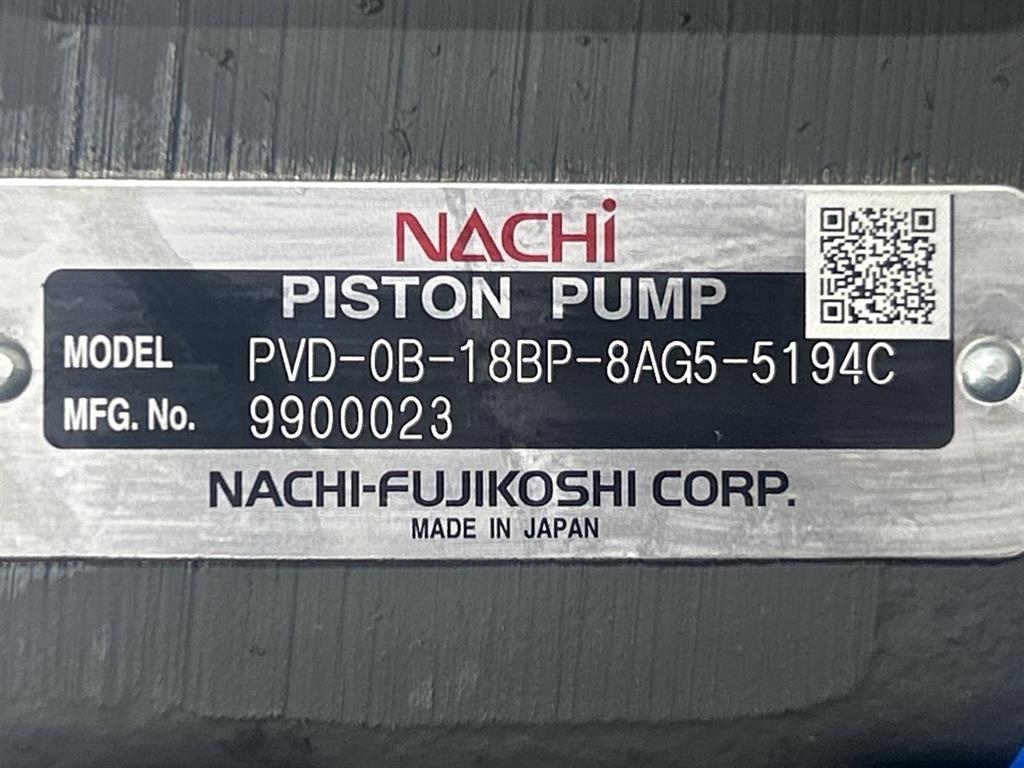 NACHi
PISTON PUMP
MODEL PVD-0B-18BP-8AG5-5194C
MFG. No. 9900023
NACHI-FUJIKOSHI CORP.
MADE IN JAPAN